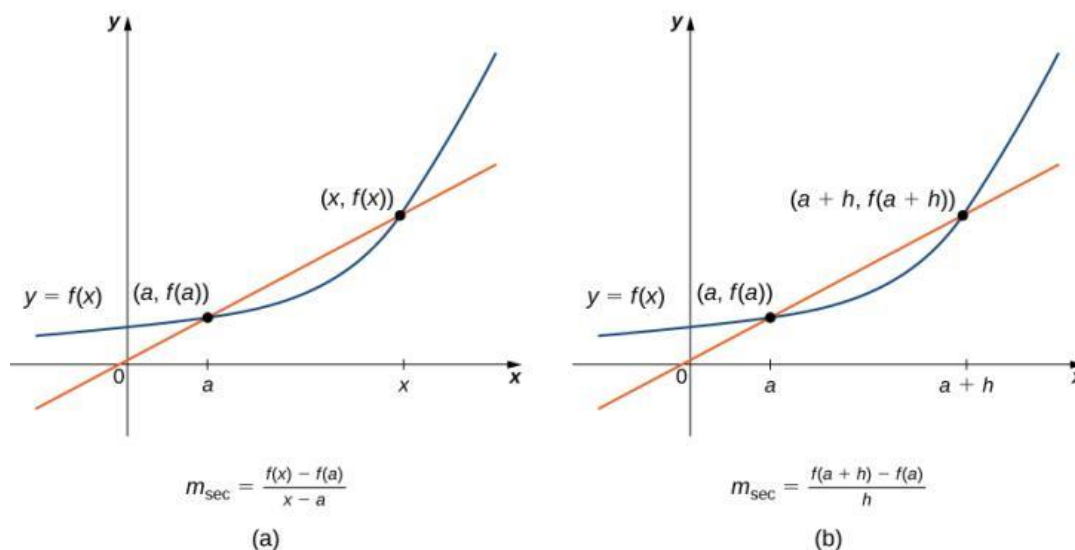 y
(x, f(x))
y = f(x)
(a, f(a))
0
a
x
x
m_sec = f(x) − f(a) / x − a
(a)
y
(a + h, f(a + h))
y = f(x)
(a, f(a))
0
a
a + h
x
m_sec = f(a + h) − f(a) / h
(b)